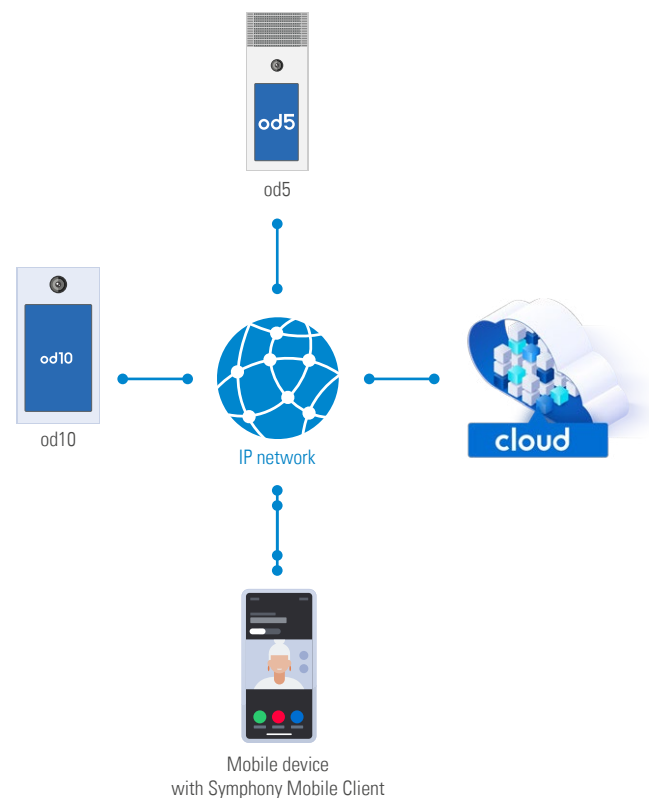 od5
od5
od10
od10
IP network
cloud
Mobile device
with Symphony Mobile Client